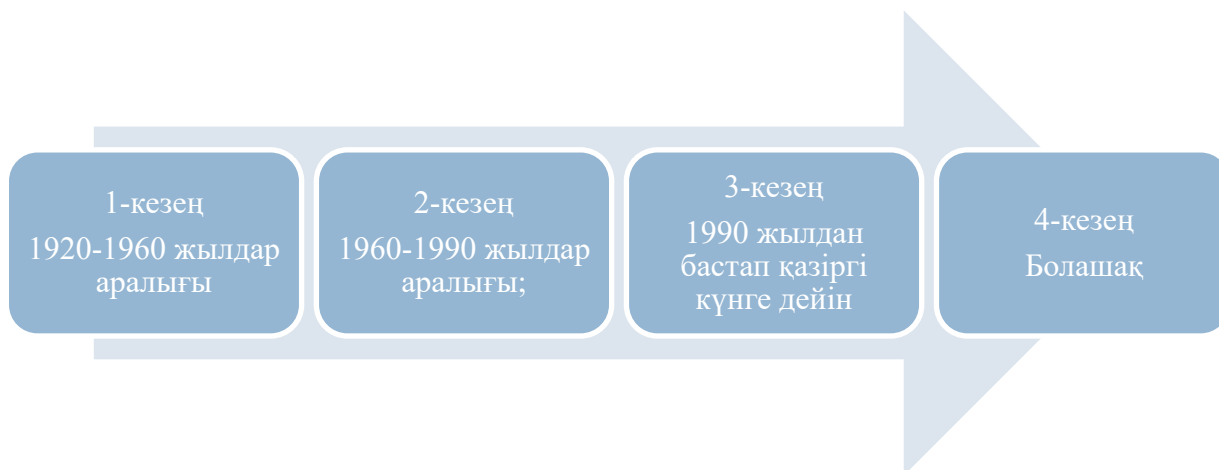 1-кезең
1920-1960 жылдар
аралығы
2-кезең
1960-1990 жылдар
аралығы;
3-кезең
1990 жылдан
бастап қазіргі
күнге дейін
4-кезең
Болашақ